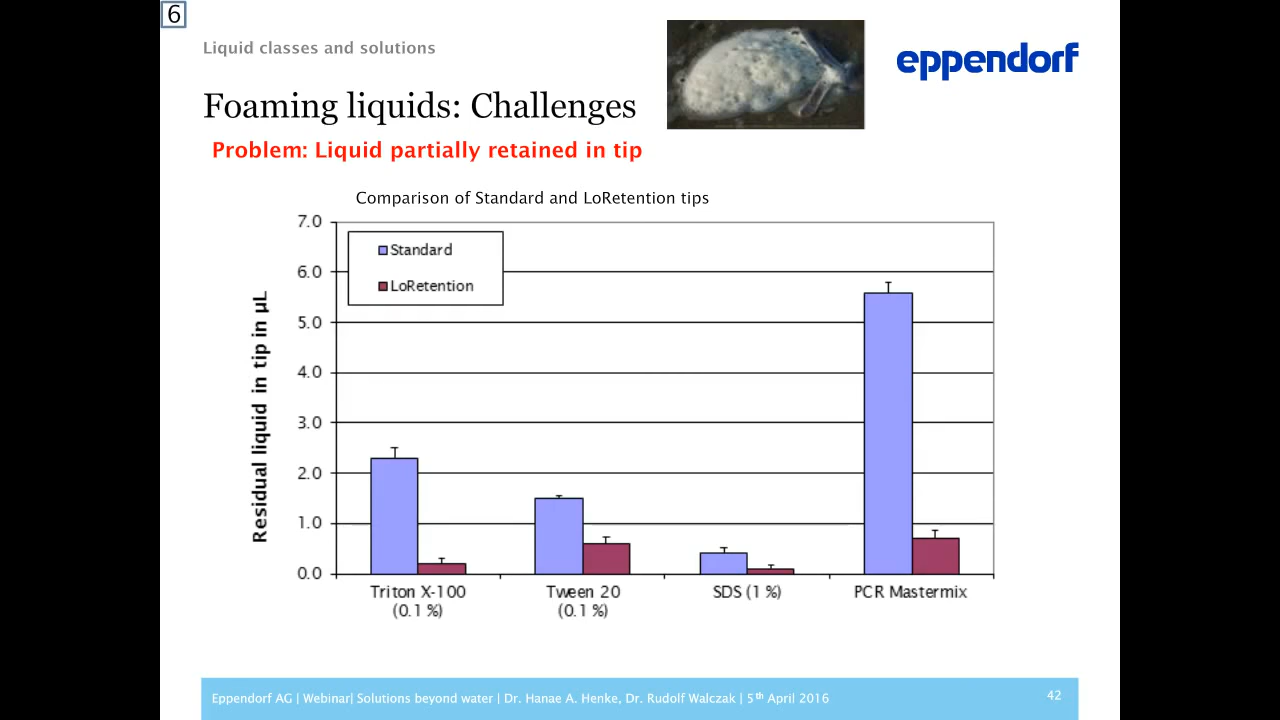 6
Liquid classes and solutions
eppendorf
Foaming liquids: Challenges
Problem: Liquid partially retained in tip
Comparison of Standard and LoRetention tips
Residual liquid in tip in µL
7.0
6.0
5.0
4.0
3.0
2.0
1.0
0.0
Standard
LoRetention
Triton X-100
(0.1 %)
Tween 20
(0.1 %)
SDS (1 %)
PCR Mastermix
Eppendorf AG | Webinar| Solutions beyond water | Dr. Hanae A. Henke, Dr. Rudolf Walczak | 5th April 2016
42